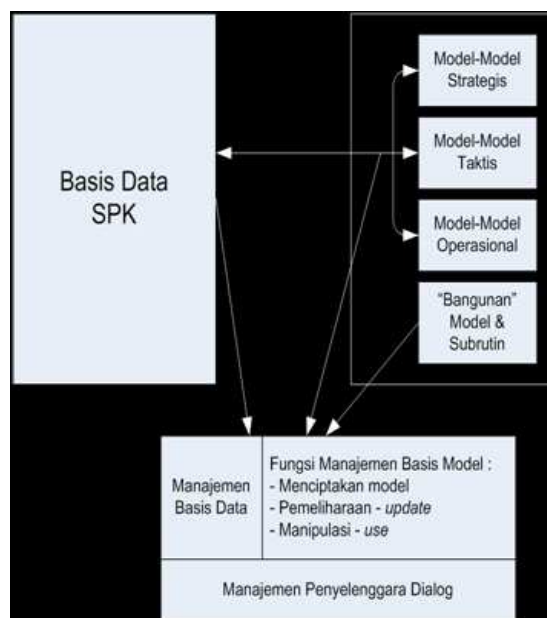 Basis Data
SPK
Model-Model
Strategis
Model-Model
Taktis
Model-Model
Operasional
“Bangunan”
Model &
Subrutin
Manajemen
Basis Data
Fungsi Manajemen Basis Model :
- Menciptakan model
- Pemeliharaan - update
- Manipulasi - use
Manajemen Penyelenggara Dialog